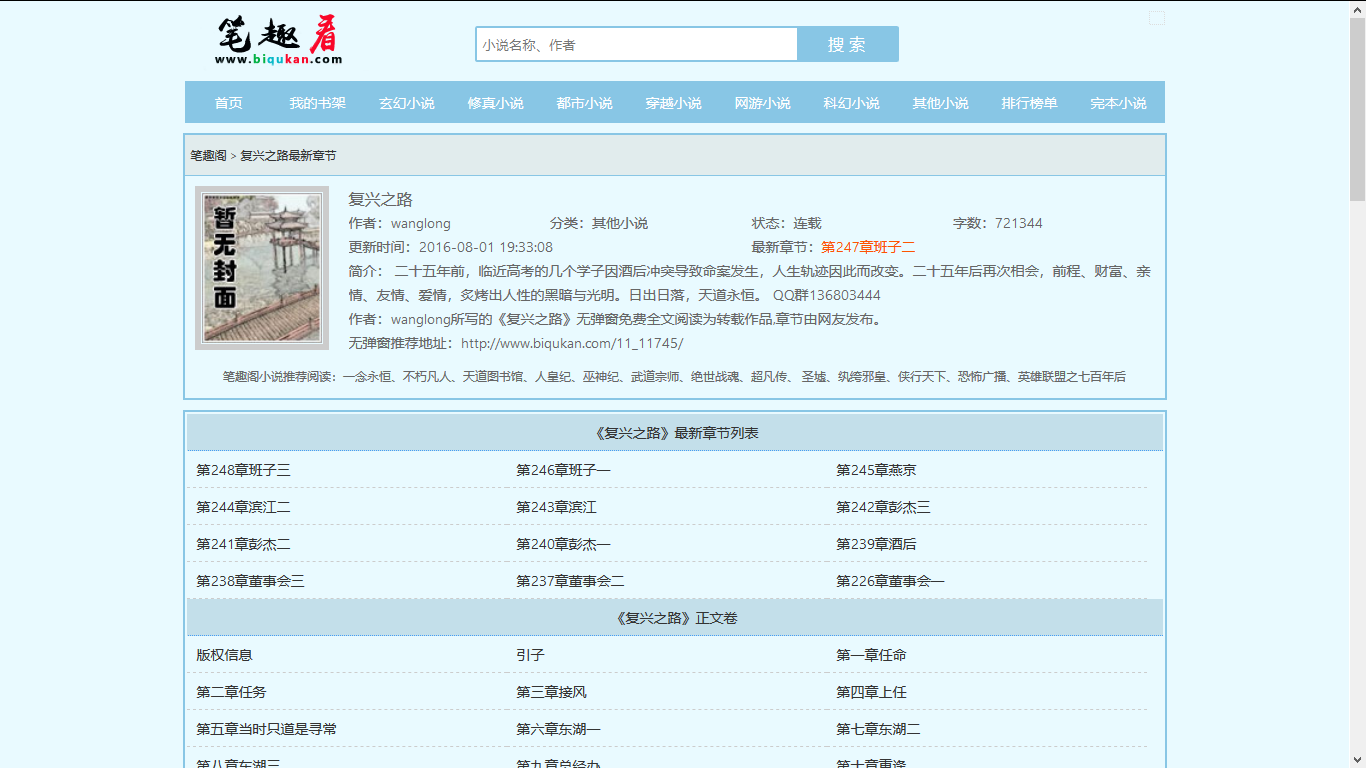 笔趣看
www.biqukan.com
小说名称、作者
搜 索
首页 我的书架 玄幻小说 修真小说 都市小说 穿越小说 网游小说 科幻小说 其他小说 排行榜单 完本小说
笔趣阁 > 复兴之路最新章节
暂无封面
复兴之路
作者：wanglong 分类：其他小说 状态：连载 字数：721344
更新时间：2016-08-01 19:33:08 最新章节：第247章班子二
简介： 二十五年前，临近高考的几个学子因酒后冲突导致命案发生，人生轨迹因此而改变。二十五年后再次相会，前程、财富、亲
情、友情、爱情，炙烤出人性的黑暗与光明。日出日落，天道永恒。 QQ群136803444
作者：wanglong所写的《复兴之路》无弹窗免费全文阅读为转载作品,章节由网友发布。
无弹窗推荐地址：http://www.biqukan.com/11_11745/
笔趣阁小说推荐阅读：一念永恒、不朽凡人、天道图书馆、人皇纪、巫神纪、武道宗师、绝世战魂、超凡传、 圣墟、纨绔邪皇、侠行天下、恐怖广播、英雄联盟之七百年后
《复兴之路》最新章节列表
第248章班子三 第246章班子一 第245章燕京
第244章滨江二 第243章滨江 第242章彭杰三
第241章彭杰二 第240章彭杰一 第239章酒后
第238章董事会三 第237章董事会二 第226章董事会一
《复兴之路》正文卷
版权信息 引子 第一章任命
第二章任务 第三章接风 第四章上任
第五章当时只道是寻常 第六章东湖一 第七章东湖二
第八章东湖三 第九章总经办 第十章重逢